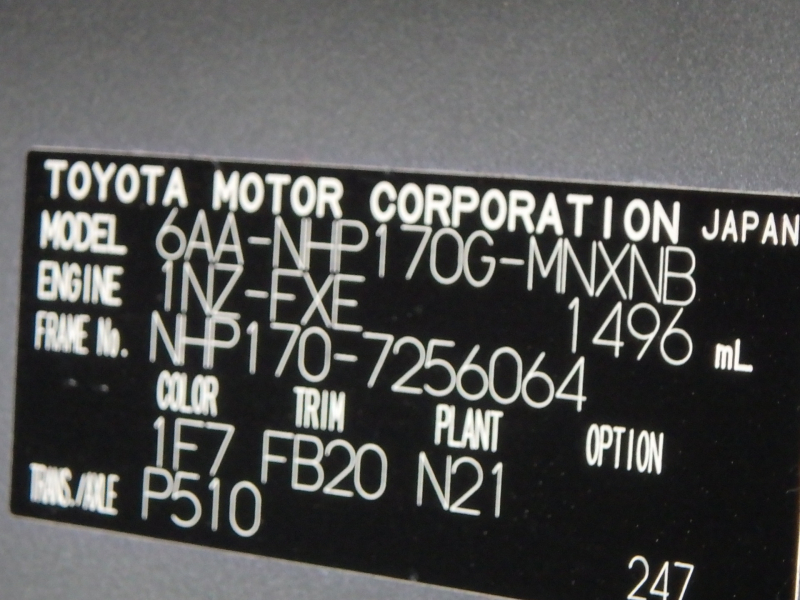 TOYOTA MOTOR CORPORATION JAPAN
MODEL 6AA-NHP170G-MNXNB
ENGINE 1NZ-FXE 1496 mL
FRAME No. NHP170-7256064
COLOR TRIM PLANT OPTION
1F7 FB20 N21
TRANS./AXLE P510
247